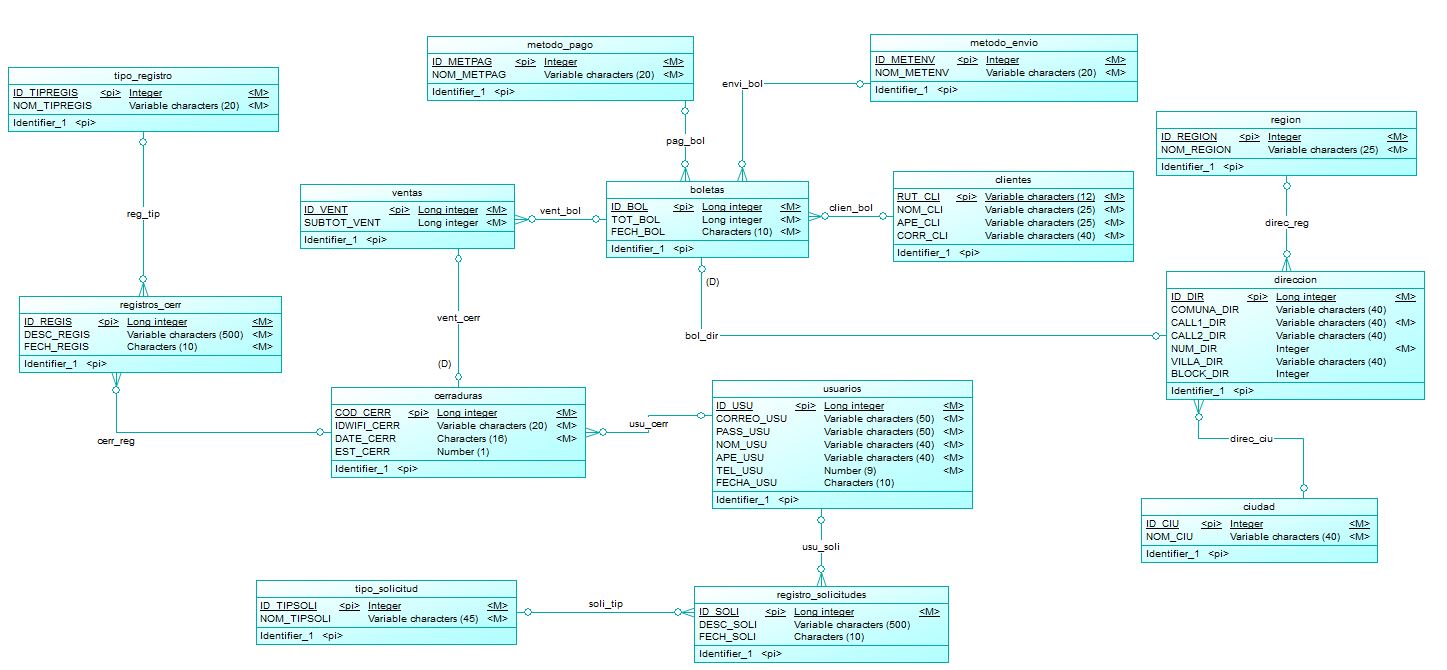 metodo_pago
ID_METPAG <pi> Integer <M>
NOM_METPAG Variable characters (20) <M>
Identifier_1 <pi>
metodo_envio
ID_METENV <pi> Integer <M>
NOM_METENV Variable characters (20) <M>
Identifier_1 <pi>
tipo_registro
ID_TIPREGIS <pi> Integer <M>
NOM_TIPREGIS Variable characters (20) <M>
Identifier_1 <pi>
envi_bol
pag_bol
region
ID_REGION <pi> Integer <M>
NOM_REGION Variable characters (25) <M>
Identifier_1 <pi>
ventas
ID_VENT <pi> Long integer <M>
SUBTOT_VENT Long integer <M>
Identifier_1 <pi>
vent_bol
boletas
ID_BOL <pi> Long integer <M>
TOT_BOL Long integer <M>
FECH_BOL Characters (10) <M>
Identifier_1 <pi>
clien_bol
clientes
RUT_CLI <pi> Variable characters (12) <M>
NOM_CLI Variable characters (25) <M>
APE_CLI Variable characters (25) <M>
CORR_CLI Variable characters (40) <M>
Identifier_1 <pi>
reg_tip
direc_reg
(D)
registros_cerr
ID_REGIS <pi> Long integer <M>
DESC_REGIS Variable characters (500) <M>
FECH_REGIS Characters (10) <M>
Identifier_1 <pi>
vent_cerr
(D)
bol_dir
direccion
ID_DIR <pi> Long integer <M>
COMUNA_DIR Variable characters (40)
CALL1_DIR Variable characters (40) <M>
CALL2_DIR Variable characters (40)
NUM_DIR Integer <M>
VILLA_DIR Variable characters (40)
BLOCK_DIR Integer
Identifier_1 <pi>
cerraduras
COD_CERR <pi> Long integer <M>
IDWIFI_CERR Variable characters (20) <M>
DATE_CERR Characters (16) <M>
EST_CERR Number (1)
Identifier_1 <pi>
cerr_reg
usu_cerr
usuarios
ID_USU <pi> Long integer <M>
CORREO_USU Variable characters (50) <M>
PASS_USU Variable characters (50) <M>
NOM_USU Variable characters (40) <M>
APE_USU Variable characters (40) <M>
TEL_USU Number (9) <M>
FECHA_USU Characters (10)
Identifier_1 <pi>
direc_ciu
ciudad
ID_CIU <pi> Integer <M>
NOM_CIU Variable characters (40) <M>
Identifier_1 <pi>
usu_soli
tipo_solicitud
ID_TIPSOLI <pi> Integer <M>
NOM_TIPSOLI Variable characters (45) <M>
Identifier_1 <pi>
soli_tip
registro_solicitudes
ID_SOLI <pi> Long integer <M>
DESC_SOLI Variable characters (500)
FECH_SOLI Characters (10)
Identifier_1 <pi>